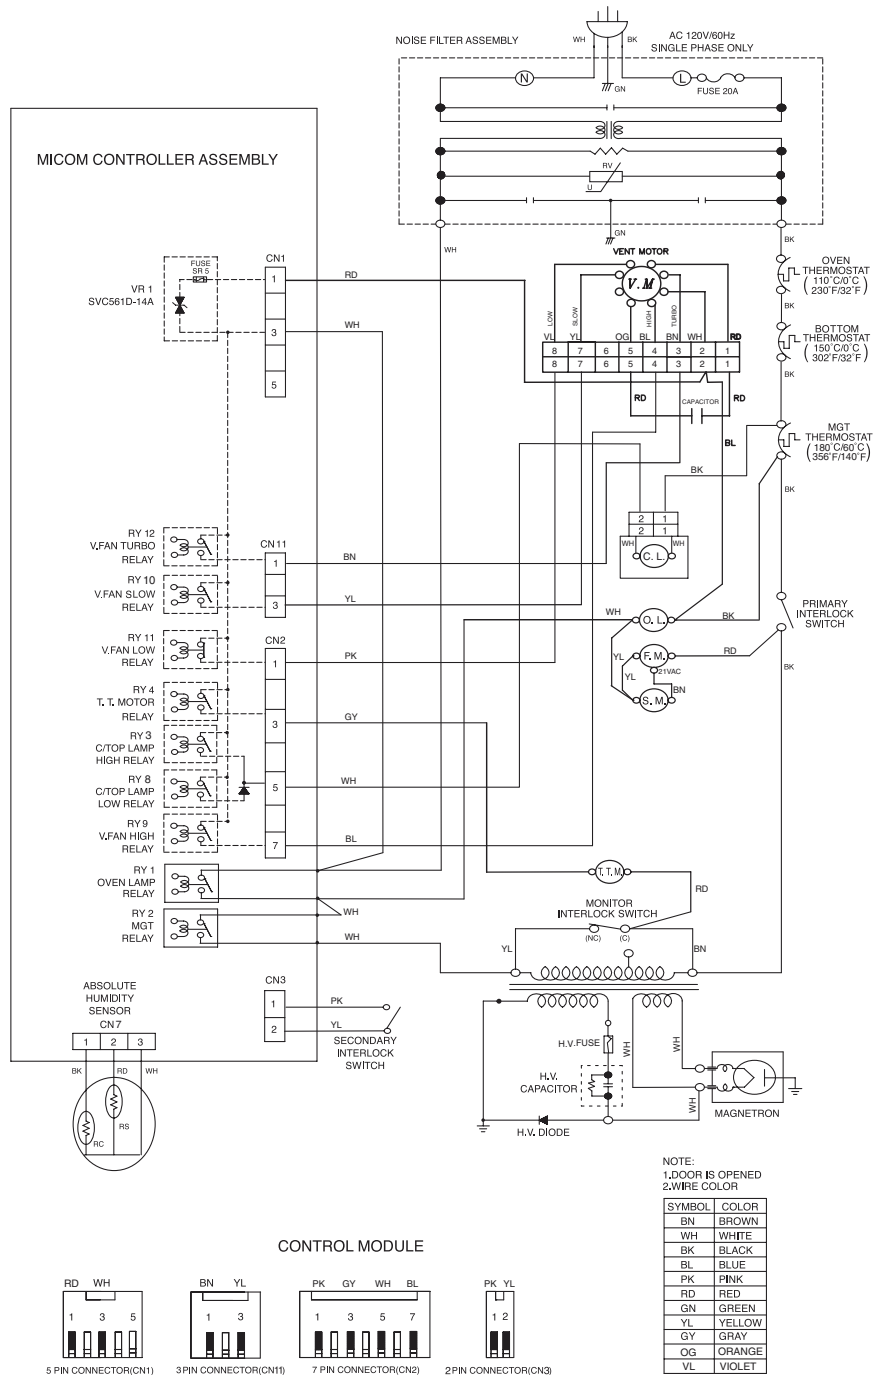 AC 120V/60Hz
SINGLE PHASE ONLY
NOISE FILTER ASSEMBLY
WH
BK
N
L
GN
FUSE 20A
RV
U
GN
MICOM CONTROLLER ASSEMBLY
WH
BK
VENT MOTOR
V.M
OVEN
THERMOSTAT
(110°C/0°C
230°F/32°F)
BK
FUSE
SR 5
VR 1
SVC561D-14A
CN1
1
3
5
RD
WH
LOW
SLOW
HIGH
TURBO
VL YL OG BL BN WH RD
8 7 6 5 4 3 2 1
8 7 6 5 4 3 2 1
BOTTOM
THERMOSTAT
(150°C/0°C
302°F/32°F)
BK
RD
CAPACITOR
RD
BL
MGT
THERMOSTAT
(180°C/60°C
356°F/140°F)
BK
BK
2 1
2 1
WH
WH
C. L.
RY 12
V.FAN TURBO
RELAY
CN 11
1
3
BN
YL
RY 10
V.FAN SLOW
RELAY
PRIMARY
INTERLOCK
SWITCH
WH
O. L.
BK
RY 11
V.FAN LOW
RELAY
CN2
1
3
5
7
PK
GY
WH
BL
YL
F. M.
RD
21VAC
YL
BN
S. M.
BK
RY 4
T. T. MOTOR
RELAY
RY 3
C/TOP LAMP
HIGH RELAY
RY 8
C/TOP LAMP
LOW RELAY
RY 9
V.FAN HIGH
RELAY
RY 1
OVEN LAMP
RELAY
RY 2
MGT
RELAY
WH
WH
T. T. M.
RD
MONITOR
INTERLOCK SWITCH
(NC)
(C)
YL
BN
CN3
1
2
PK
YL
SECONDARY
INTERLOCK
SWITCH
ABSOLUTE
HUMIDITY
SENSOR
CN7
1 2 3
BK
RD
WH
RS
RC
H.V.FUSE
WH
WH
H.V.
CAPACITOR
WH
H.V. DIODE
MAGNETRON
NOTE:
1.DOOR IS OPENED
2.WIRE COLOR
SYMBOL COLOR
BN BROWN
WH WHITE
BK BLACK
BL BLUE
PK PINK
RD RED
GN GREEN
YL YELLOW
GY GRAY
OG ORANGE
VL VIOLET
CONTROL MODULE
RD WH
1 3 5
5 PIN CONNECTOR(CN1)
BN YL
1 3
3 PIN CONNECTOR(CN11)
PK GY WH BL
1 3 5 7
7 PIN CONNECTOR(CN2)
PK YL
1 2
2 PIN CONNECTOR(CN3)